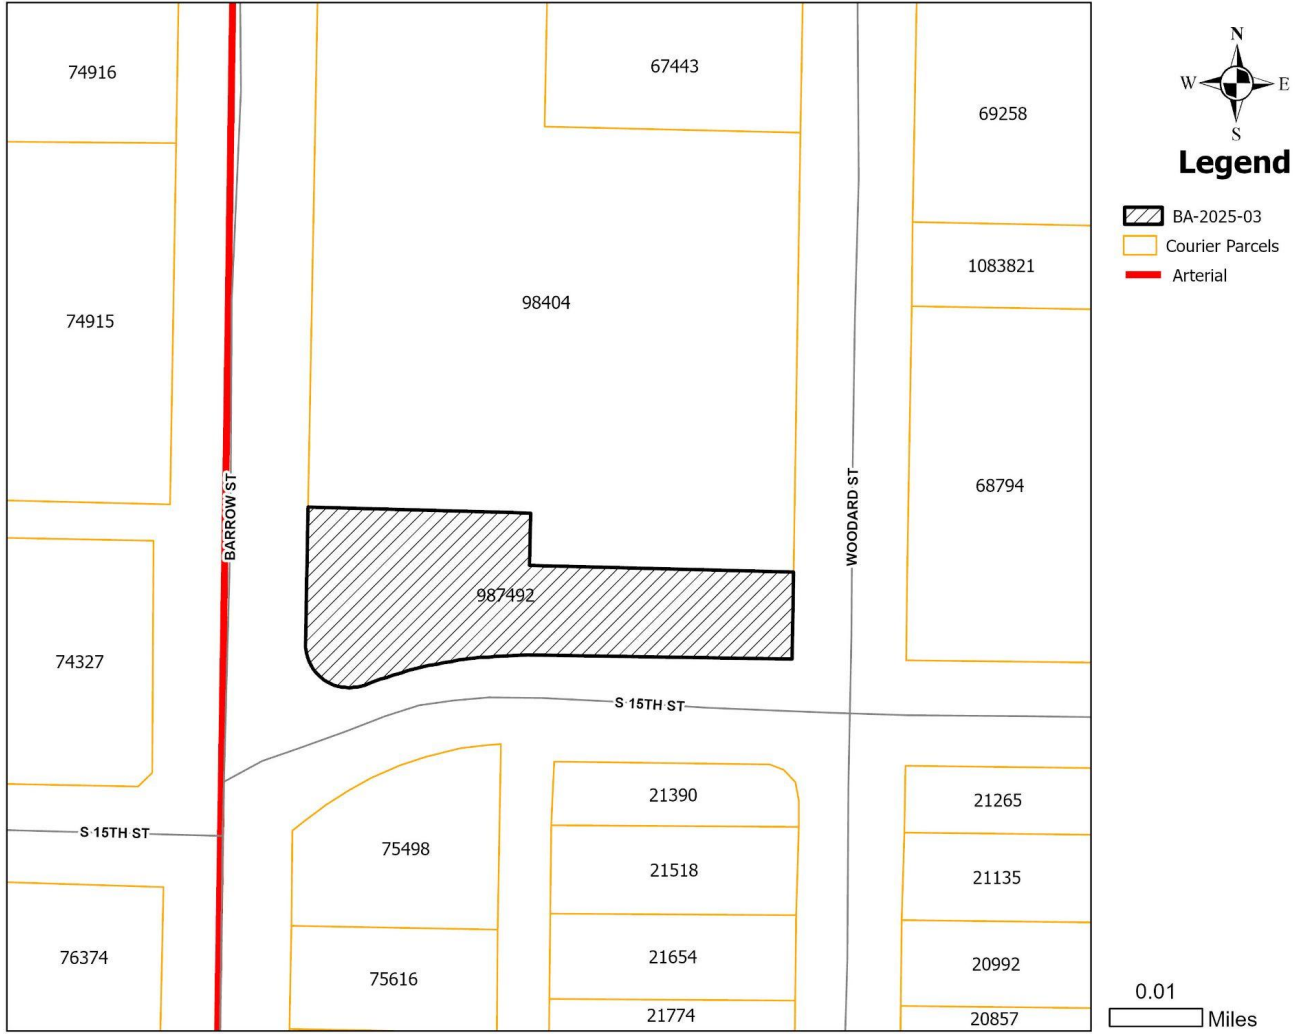 74916
67443
69258
N
W
E
S
Legend
BA-2025-03
Courier Parcels
Arterial
1083821
98404
74915
BARROW ST
WOODARD ST
68794
987492
74327
S 15TH ST
21390
21265
S 15TH ST
75498
21518
21135
76374
75616
21654
20992
21774
20857
0.01
Miles